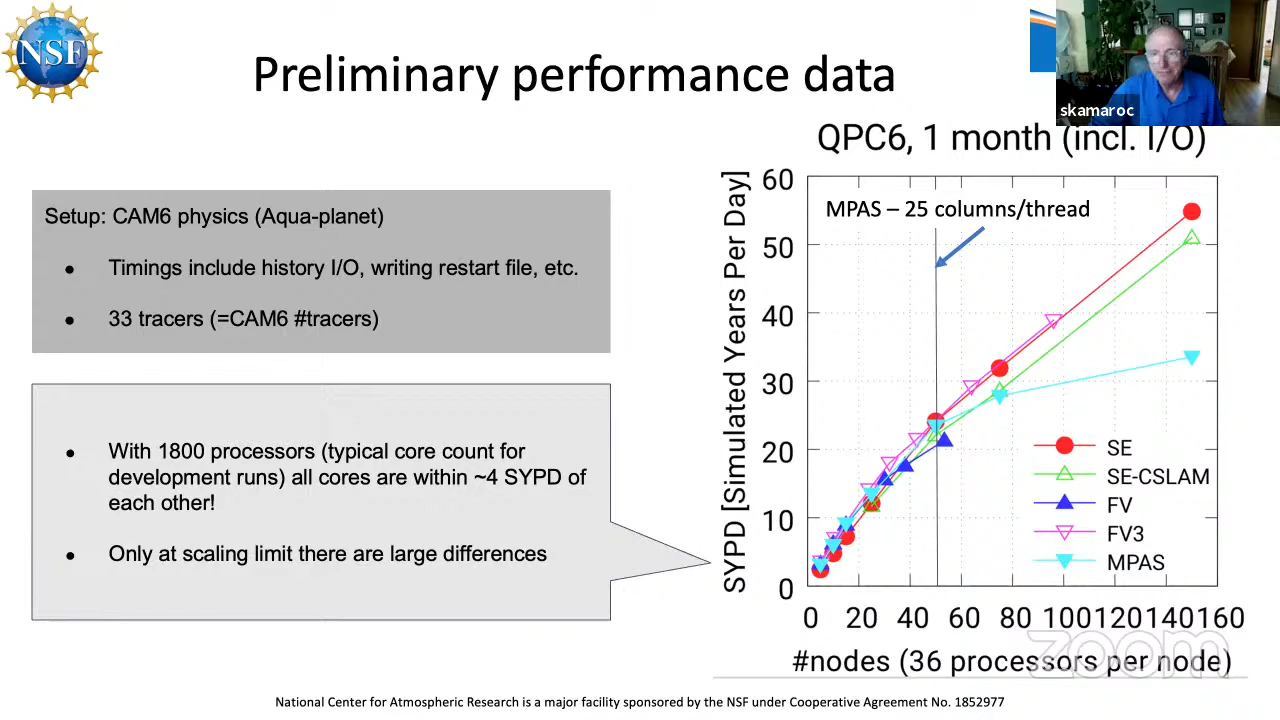 NSF
Preliminary performance data
skamaroc
QPC6, 1 month (incl. I/O)
Setup: CAM6 physics (Aqua-planet)
● Timings include history I/O, writing restart file, etc.
● 33 tracers (=CAM6 #tracers)
● With 1800 processors (typical core count for
development runs) all cores are within ~4 SYPD of
each other!
● Only at scaling limit there are large differences
SYPD [Simulated Years Per Day]
60
50
40
30
20
10
0
MPAS – 25 columns/thread
SE
SE-CSLAM
FV
FV3
MPAS
0 20 40 60 80 100 120 140 160
#nodes (36 processors per node)
zoom
National Center for Atmospheric Research is a major facility sponsored by the NSF under Cooperative Agreement No. 1852977